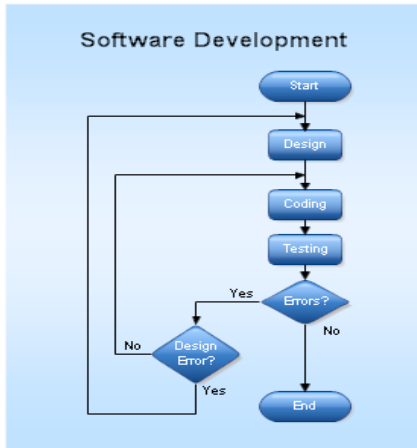 Software Development
Start
Design
Coding
Testing
Errors?
Yes
No
Design
Error?
No
Yes
End